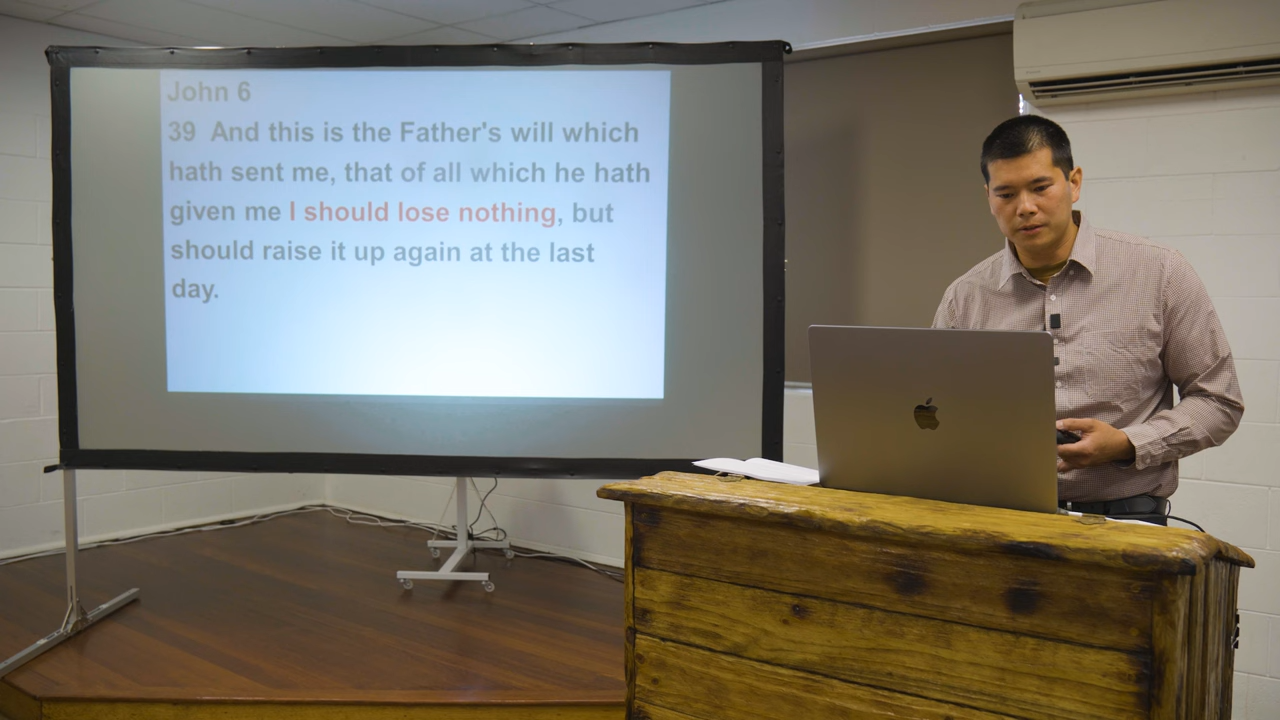 John 6
39 And this is the Father's will which
hath sent me, that of all which he hath
given me I should lose nothing, but
should raise it up again at the last
day.